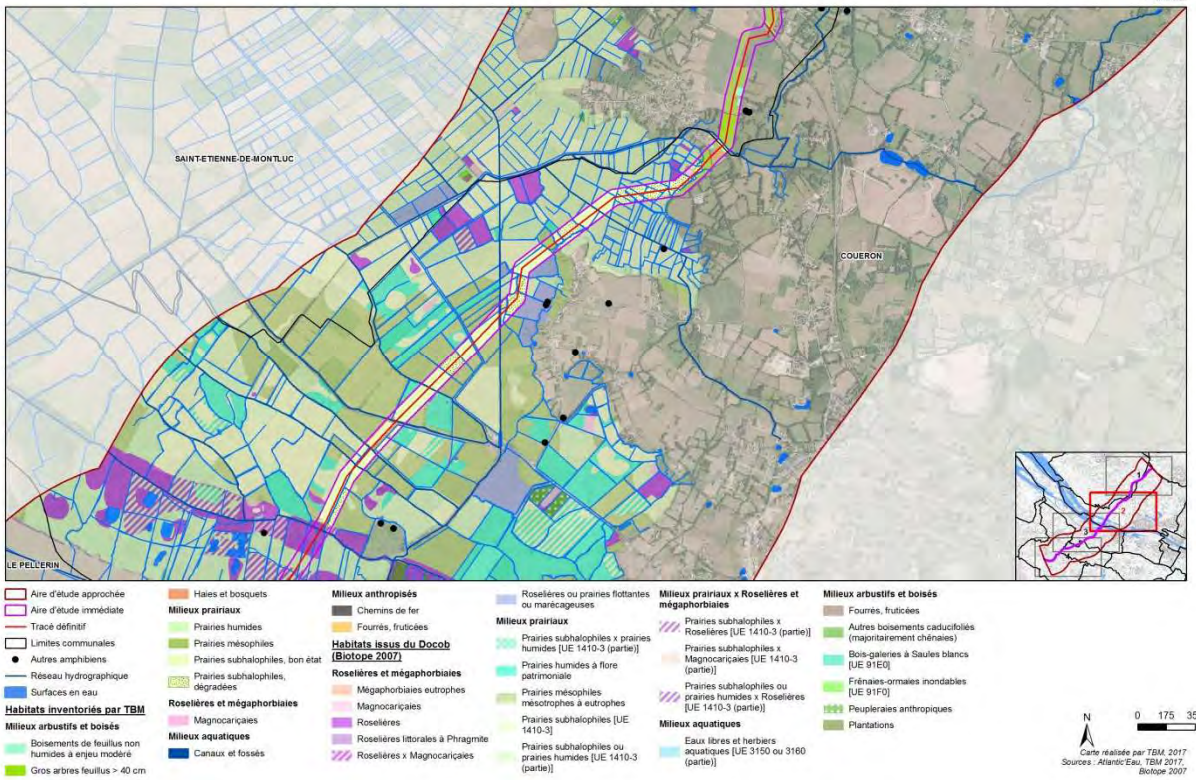 SAINT-ETIENNE-DE-MONTLUC
COUERON
LE PELLERIN
1
2
3
Aire d'étude approchée
Aire d'étude immédiate
Tracé définitif
Limites communales
Autres amphibiens
Réseau hydrographique
Surfaces en eau
Habitats inventoriés par TBM
Milieux arbustifs et boisés
Boisements de feuillus non
humides à enjeu modéré
Gros arbres feuillus > 40 cm
Haies et bosquets
Milieux prairiaux
Prairies humides
Prairies mésophiles
Prairies subhalophiles, bon état
Prairies subhalophiles,
dégradées
Roselières et mégaphorbiaies
Magnocariçaies
Milieux aquatiques
Canaux et fossés
Milieux anthropisés
Chemins de fer
Fourrés, fruticées
Habitats issus du Docob
(Biotope 2007)
Roselières et mégaphorbiaies
Mégaphorbiaies eutrophes
Magnocariçaies
Roselières
Roselières littorales à Phragmite
Roselières x Magnocariçaies
Roselières ou prairies flottantes
ou marécageuses
Milieux prairiaux
Prairies subhalophiles x prairies
humides [UE 1410-3 (partie)]
Prairies humides à flore
patrimoniale
Prairies mésophiles
mésotrophes à eutrophes
Prairies subhalophiles [UE
1410-3]
Prairies subhalophiles ou
prairies humides [UE 1410-3
(partie)]
Milieux prairiaux x Roselières et
mégaphorbiaies
Prairies subhalophiles x
Roselières [UE 1410-3 (partie)]
Prairies subhalophiles x
Magnocariçaies [UE 1410-3
(partie)]
Prairies subhalophiles ou
prairies humides x Roselières
[UE 1410-3 (partie)]
Milieux aquatiques
Eaux libres et herbiers
aquatiques [UE 3150 ou 3160
(partie)]
Milieux arbustifs et boisés
Fourrés, fruticées
Autres boisements caducifoliés
(majoritairement chênaies)
Bois-galeries à Saules blancs
[UE 91E0]
Frênaies-ormaies inondables
[UE 91F0]
Peupleraies anthropiques
Plantations
N
0 175 35
Carte réalisée par TBM, 2017
Sources : Atlantic'Eau, TBM 2017,
Biotope 2007